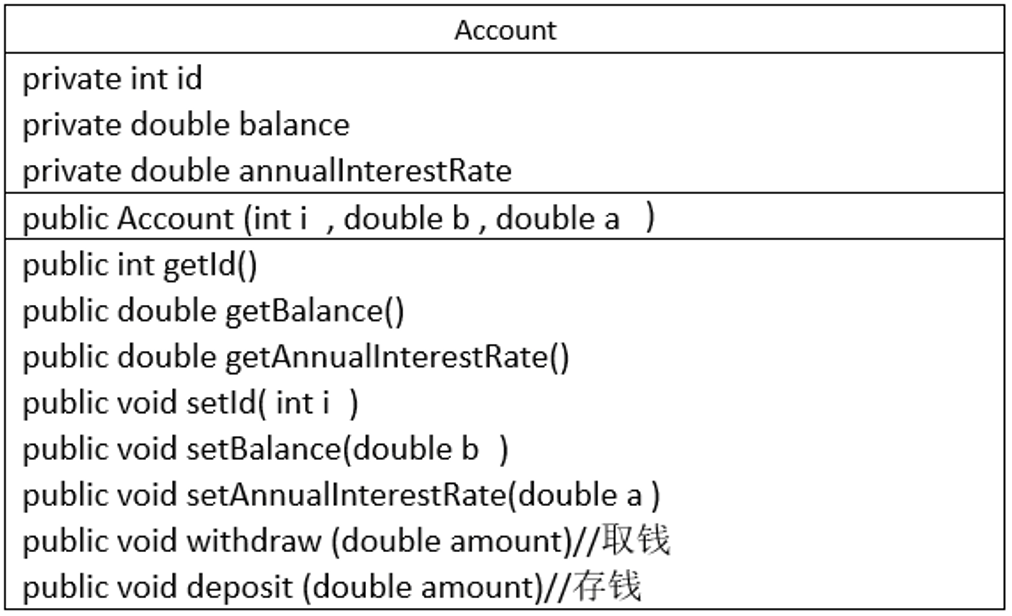 Account
private int id
private double balance
private double annualInterestRate
public Account (int i , double b , double a )
public int getId()
public double getBalance()
public double getAnnualInterestRate()
public void setId( int i )
public void setBalance(double b )
public void setAnnualInterestRate(double a )
public void withdraw (double amount)//取钱
public void deposit (double amount)//存钱